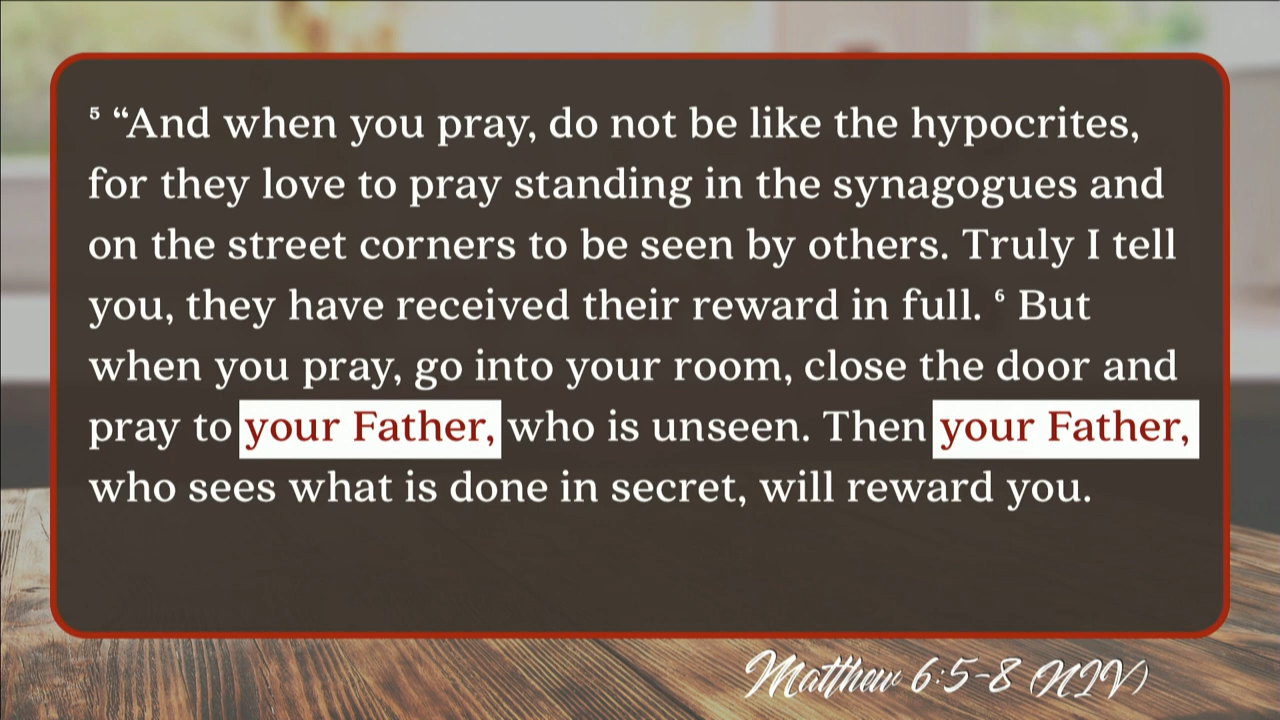 ⁵ “And when you pray, do not be like the hypocrites,
for they love to pray standing in the synagogues and
on the street corners to be seen by others. Truly I tell
you, they have received their reward in full. ⁶ But
when you pray, go into your room, close the door and
pray to your Father, who is unseen. Then your Father,
who sees what is done in secret, will reward you.
Matthew 6:5-8 (NIV)